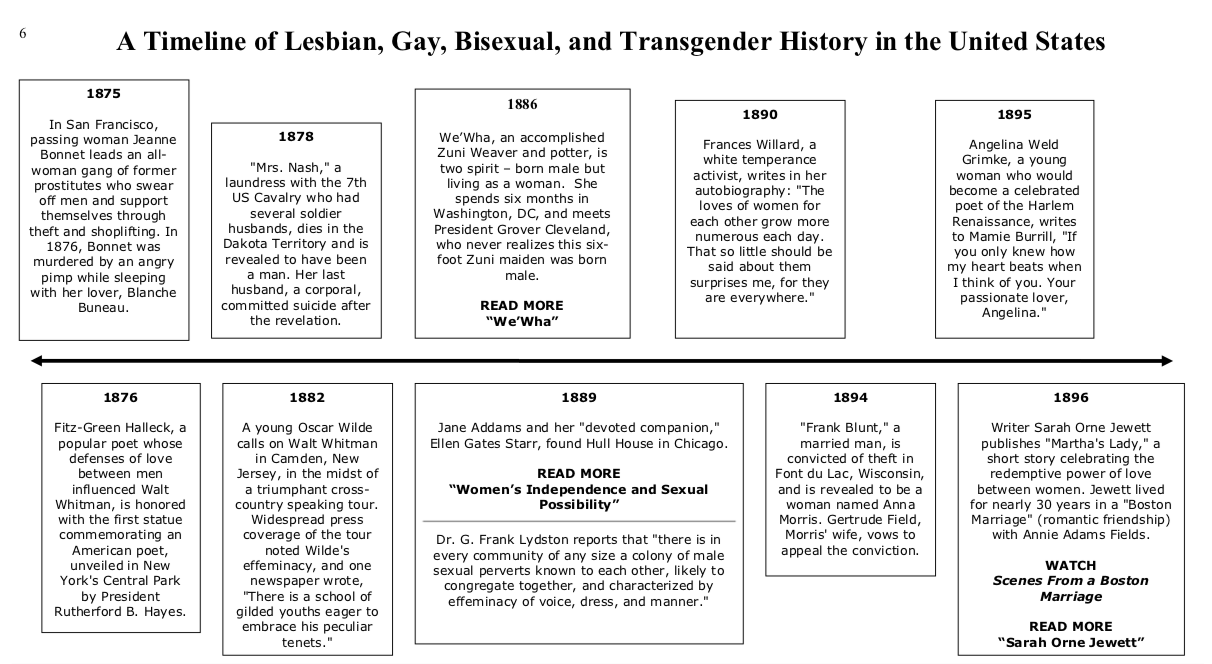 6
A Timeline of Lesbian, Gay, Bisexual, and Transgender History in the United States
1875
In San Francisco,
passing woman Jeanne
Bonnet leads an all-
woman gang of former
prostitutes who swear
off men and support
themselves through
theft and shoplifting. In
1876, Bonnet was
murdered by an angry
pimp while sleeping
with her lover, Blanche
Buneau.
1878
"Mrs. Nash," a
laundress with the 7th
US Cavalry who had
several soldier
husbands, dies in the
Dakota Territory and is
revealed to have been
a man. Her last
husband, a corporal,
committed suicide after
the revelation.
1886
We’Wha, an accomplished
Zuni Weaver and potter, is
two spirit – born male but
living as a woman.  She
spends six months in
Washington, DC, and meets
President Grover Cleveland,
who never realizes this six-
foot Zuni maiden was born
male.
READ MORE
“We’Wha”
1890
Frances Willard, a
white temperance
activist, writes in her
autobiography: "The
loves of women for
each other grow more
numerous each day.
That so little should be
said about them
surprises me, for they
are everywhere."
1895
Angelina Weld
Grimke, a young
woman who would
become a celebrated
poet of the Harlem
Renaissance, writes
to Mamie Burrill, "If
you only knew how
my heart beats when
I think of you. Your
passionate lover,
Angelina."
1876
Fitz-Green Halleck, a
popular poet whose
defenses of love
between men
influenced Walt
Whitman, is honored
with the first statue
commemorating an
American poet,
unveiled in New
York's Central Park
by President
Rutherford B. Hayes.
1882
A young Oscar Wilde
calls on Walt Whitman
in Camden, New
Jersey, in the midst of
a triumphant cross-
country speaking tour.
Widespread press
coverage of the tour
noted Wilde's
effeminacy, and one
newspaper wrote,
"There is a school of
gilded youths eager to
embrace his peculiar
tenets."
1889
Jane Addams and her "devoted companion,"
Ellen Gates Starr, found Hull House in Chicago.
READ MORE
“Women’s Independence and Sexual
Possibility”
Dr. G. Frank Lydston reports that "there is in
every community of any size a colony of male
sexual perverts known to each other, likely to
congregate together, and characterized by
effeminacy of voice, dress, and manner."
1894
"Frank Blunt," a
married man, is
convicted of theft in
Font du Lac, Wisconsin,
and is revealed to be a
woman named Anna
Morris. Gertrude Field,
Morris' wife, vows to
appeal the conviction.
1896
Writer Sarah Orne Jewett
publishes "Martha's Lady," a
short story celebrating the
redemptive power of love
between women. Jewett lived
for nearly 30 years in a "Boston
Marriage" (romantic friendship)
with Annie Adams Fields.
WATCH
Scenes From a Boston
Marriage
READ MORE
“Sarah Orne Jewett”